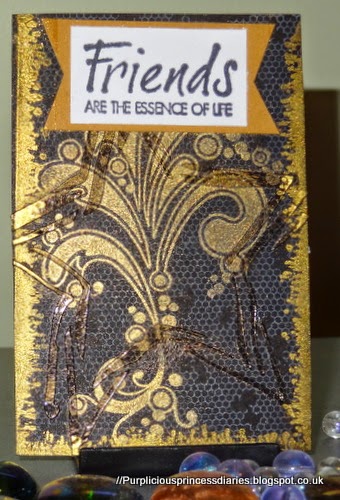 Friends
ARE THE ESSENCE OF LIFE
//Purpliciousprincessdiaries.blogspot.co.uk